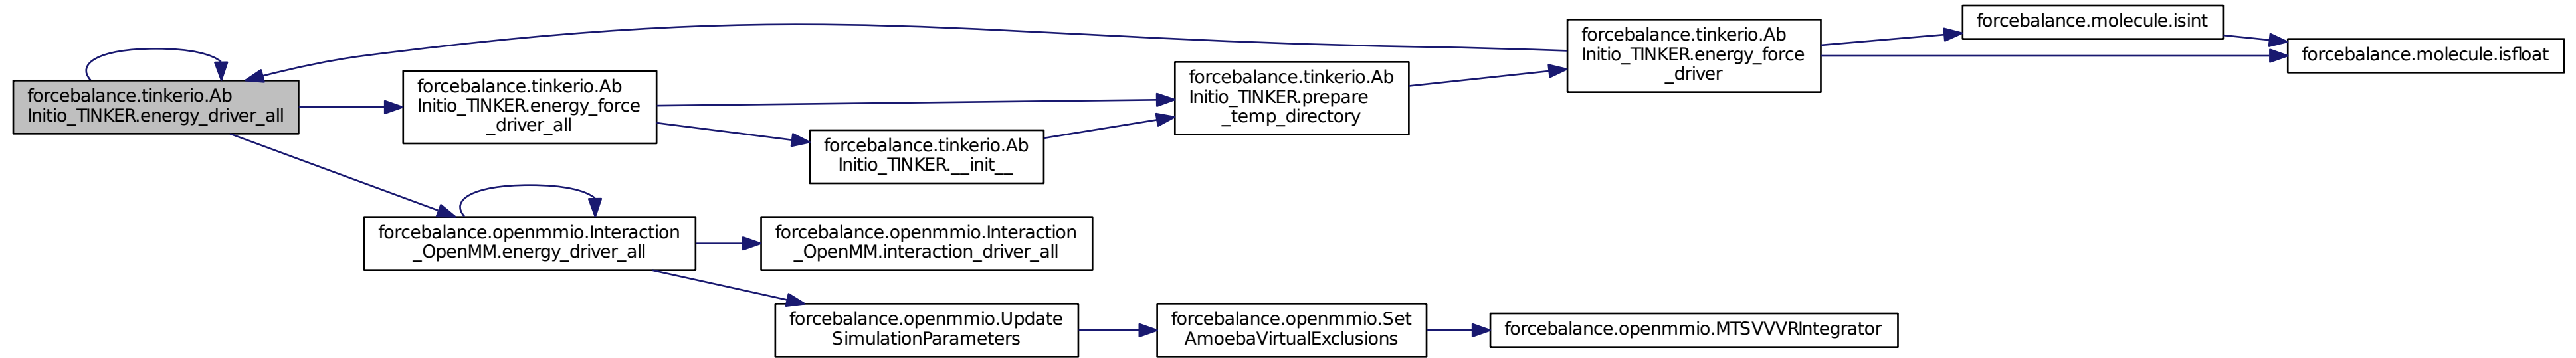 forcebalance.tinkerio.Ab
Initio_TINKER.energy_driver_all
forcebalance.tinkerio.Ab
Initio_TINKER.energy_force
_driver_all
forcebalance.tinkerio.Ab
Initio_TINKER.__init__
forcebalance.tinkerio.Ab
Initio_TINKER.prepare
_temp_directory
forcebalance.tinkerio.Ab
Initio_TINKER.energy_force
_driver
forcebalance.molecule.isint
forcebalance.molecule.isfloat
forcebalance.openmmio.Interaction
_OpenMM.energy_driver_all
forcebalance.openmmio.Interaction
_OpenMM.interaction_driver_all
forcebalance.openmmio.Update
SimulationParameters
forcebalance.openmmio.Set
AmoebaVirtualExclusions
forcebalance.openmmio.MTSVVVRIntegrator